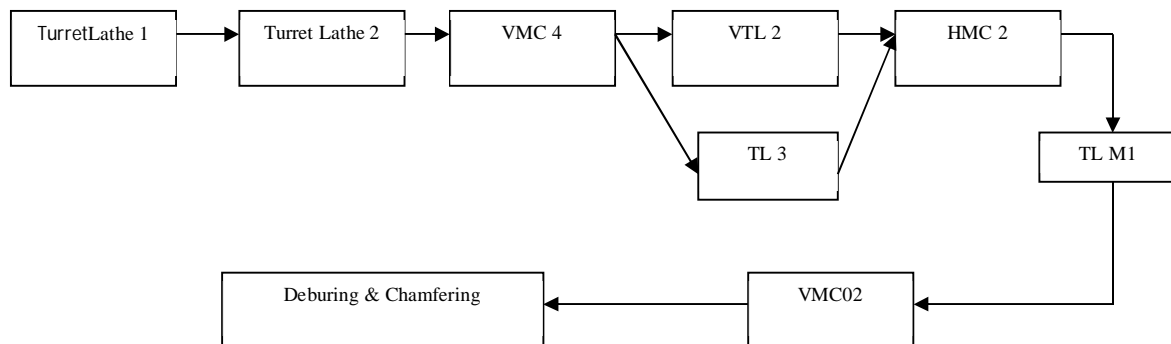 TurretLathe 1
Turret Lathe 2
VMC 4
VTL 2
HMC 2
TL 3
TL M1
VMC02
Deburing & Chamfering